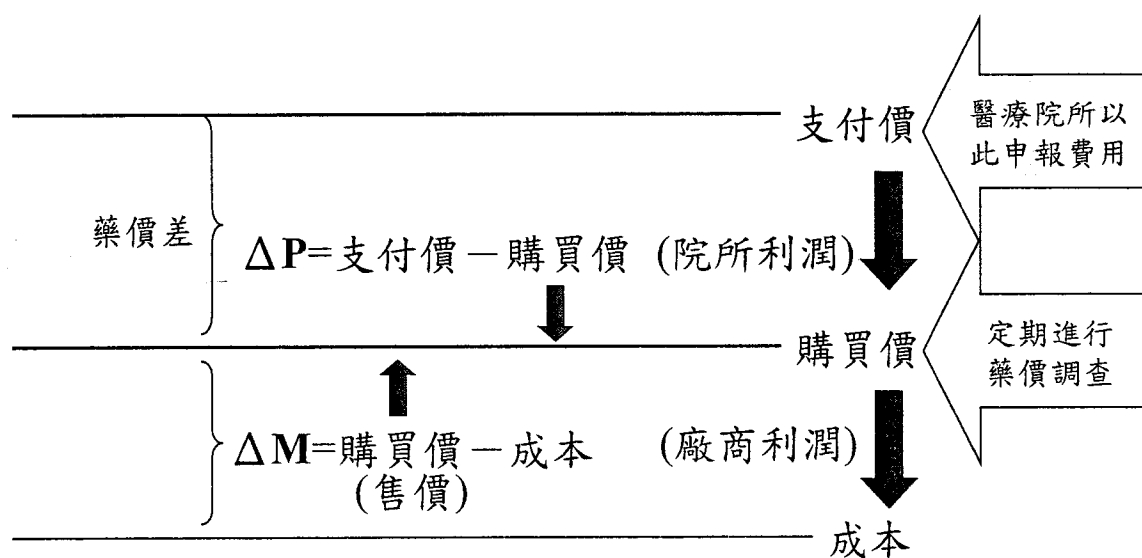 支付價
醫療院所以
此申報費用
藥價差
ΔP=支付價－購買價 (院所利潤)
購買價
定期進行
藥價調查
ΔM=購買價－成本 (廠商利潤)
(售價)
成本